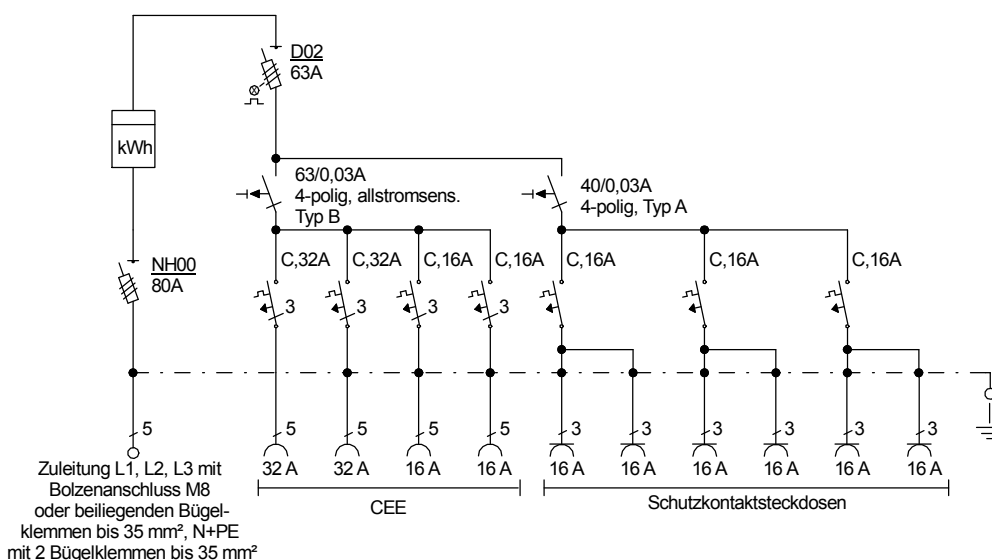 D02
63A
kWh
63/0,03A
4-polig, allstromsens.
Typ B
40/0,03A
4-polig, Typ A
NH00
80A
C,32A C,32A C,16A C,16A C,16A C,16A C,16A
3 3 3 3
5 5 5 5 5 3 3 3 3 3 3
32 A 32 A 16 A 16 A 16 A 16 A 16 A 16 A 16 A 16 A
CEE Schutzkontaktsteckdosen
Zuleitung L1, L2, L3 mit
Bolzenanschluss M8
oder beiliegenden Bügel-
klemmen bis 35 mm², N+PE
mit 2 Bügelklemmen bis 35 mm²